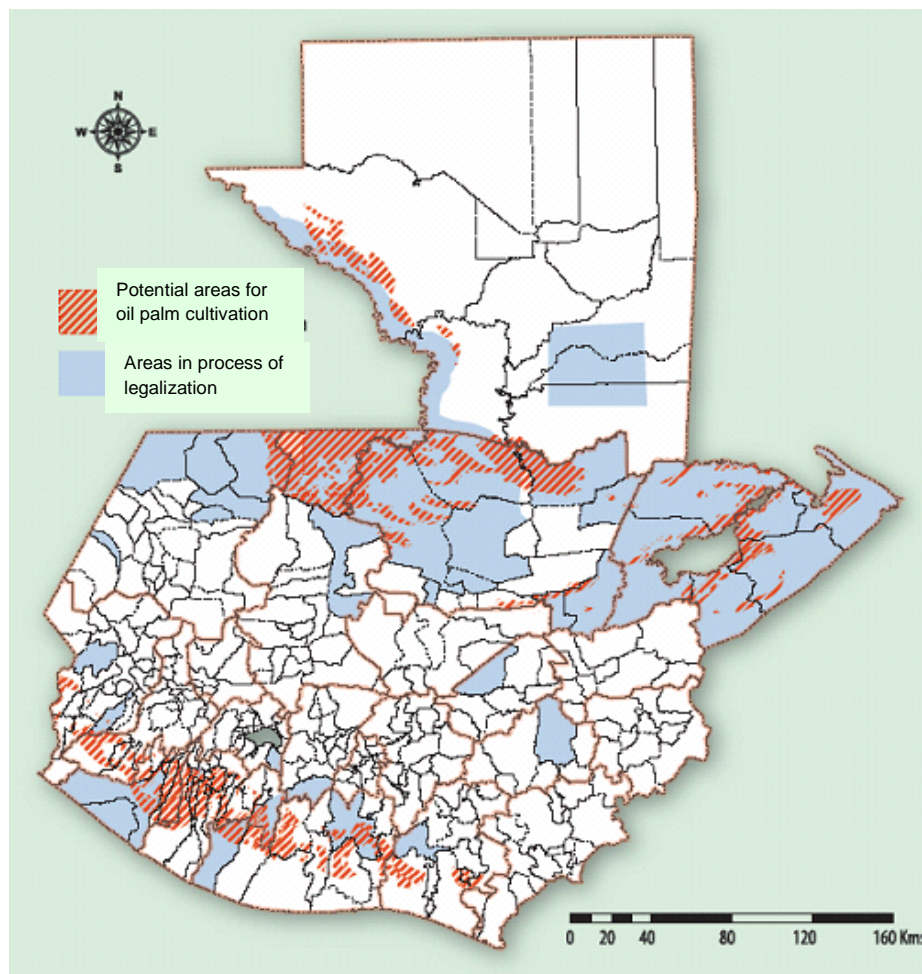 N
W E
S
Potential areas for
oil palm cultivation
Areas in process of
legalization
0 20 40 80 120 160 Kms